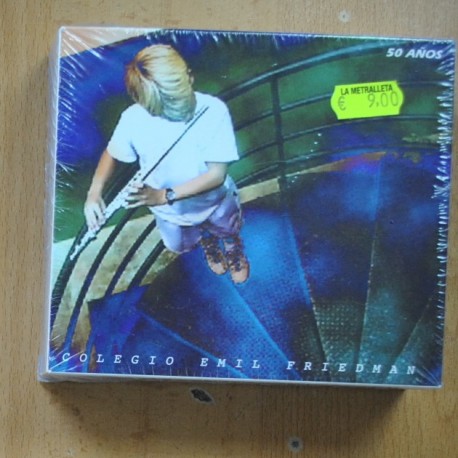 50 AÑOS
LA METRALLETA
€ 9.00
COLEGIO EMIL FRIEDMAN